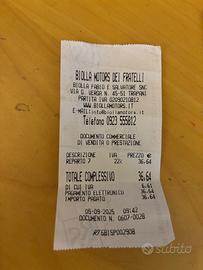 BIOLLA MOTORS DEI FRATELLI
BIOLLA FABIO E SALVATORE SNC
VIA G. VERGA N. 45-51 TRAPANI
PARTITA IVA 02090210812
WWW.BIOLLAMOTORS.IT
E-MAIL:info@biollamotors.it
Telefono 0923 555812
DOCUMENTO COMMERCIALE
DI VENDITA O PRESTAZIONE
DESCRIZIONE IVA PREZZO €
REPARTO 7 22% 36,64
TOTALE COMPLESSIVO 36,64
DI CUI IVA 6,61
PAGAMENTO ELETTRONICO 36,64
IMPORTO PAGATO 36,64
05-09-2025 09:47
DOCUMENTO N. 0607-0028
subito